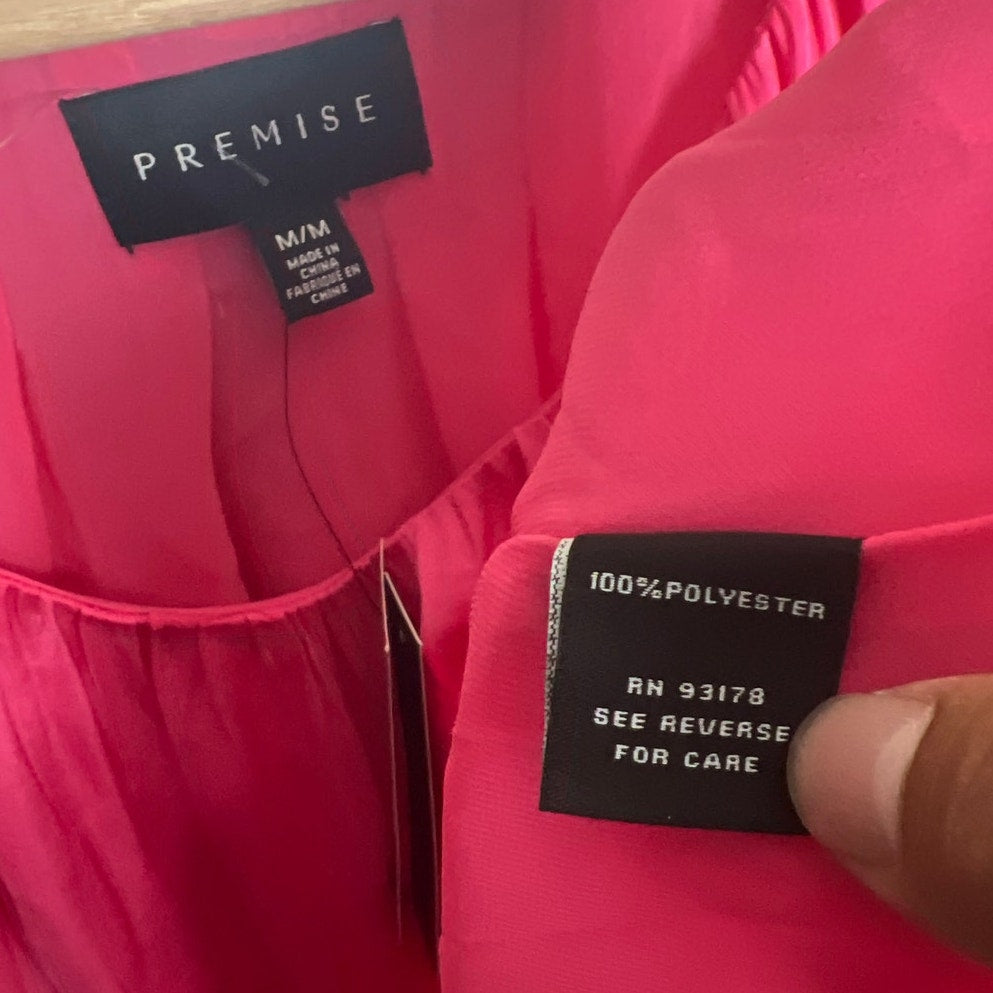 PREMISE
M/M
MADE IN
CHINA
FABRIQUÉ EN
CHINE
100%POLYESTER
RN 93178
SEE REVERSE
FOR CARE